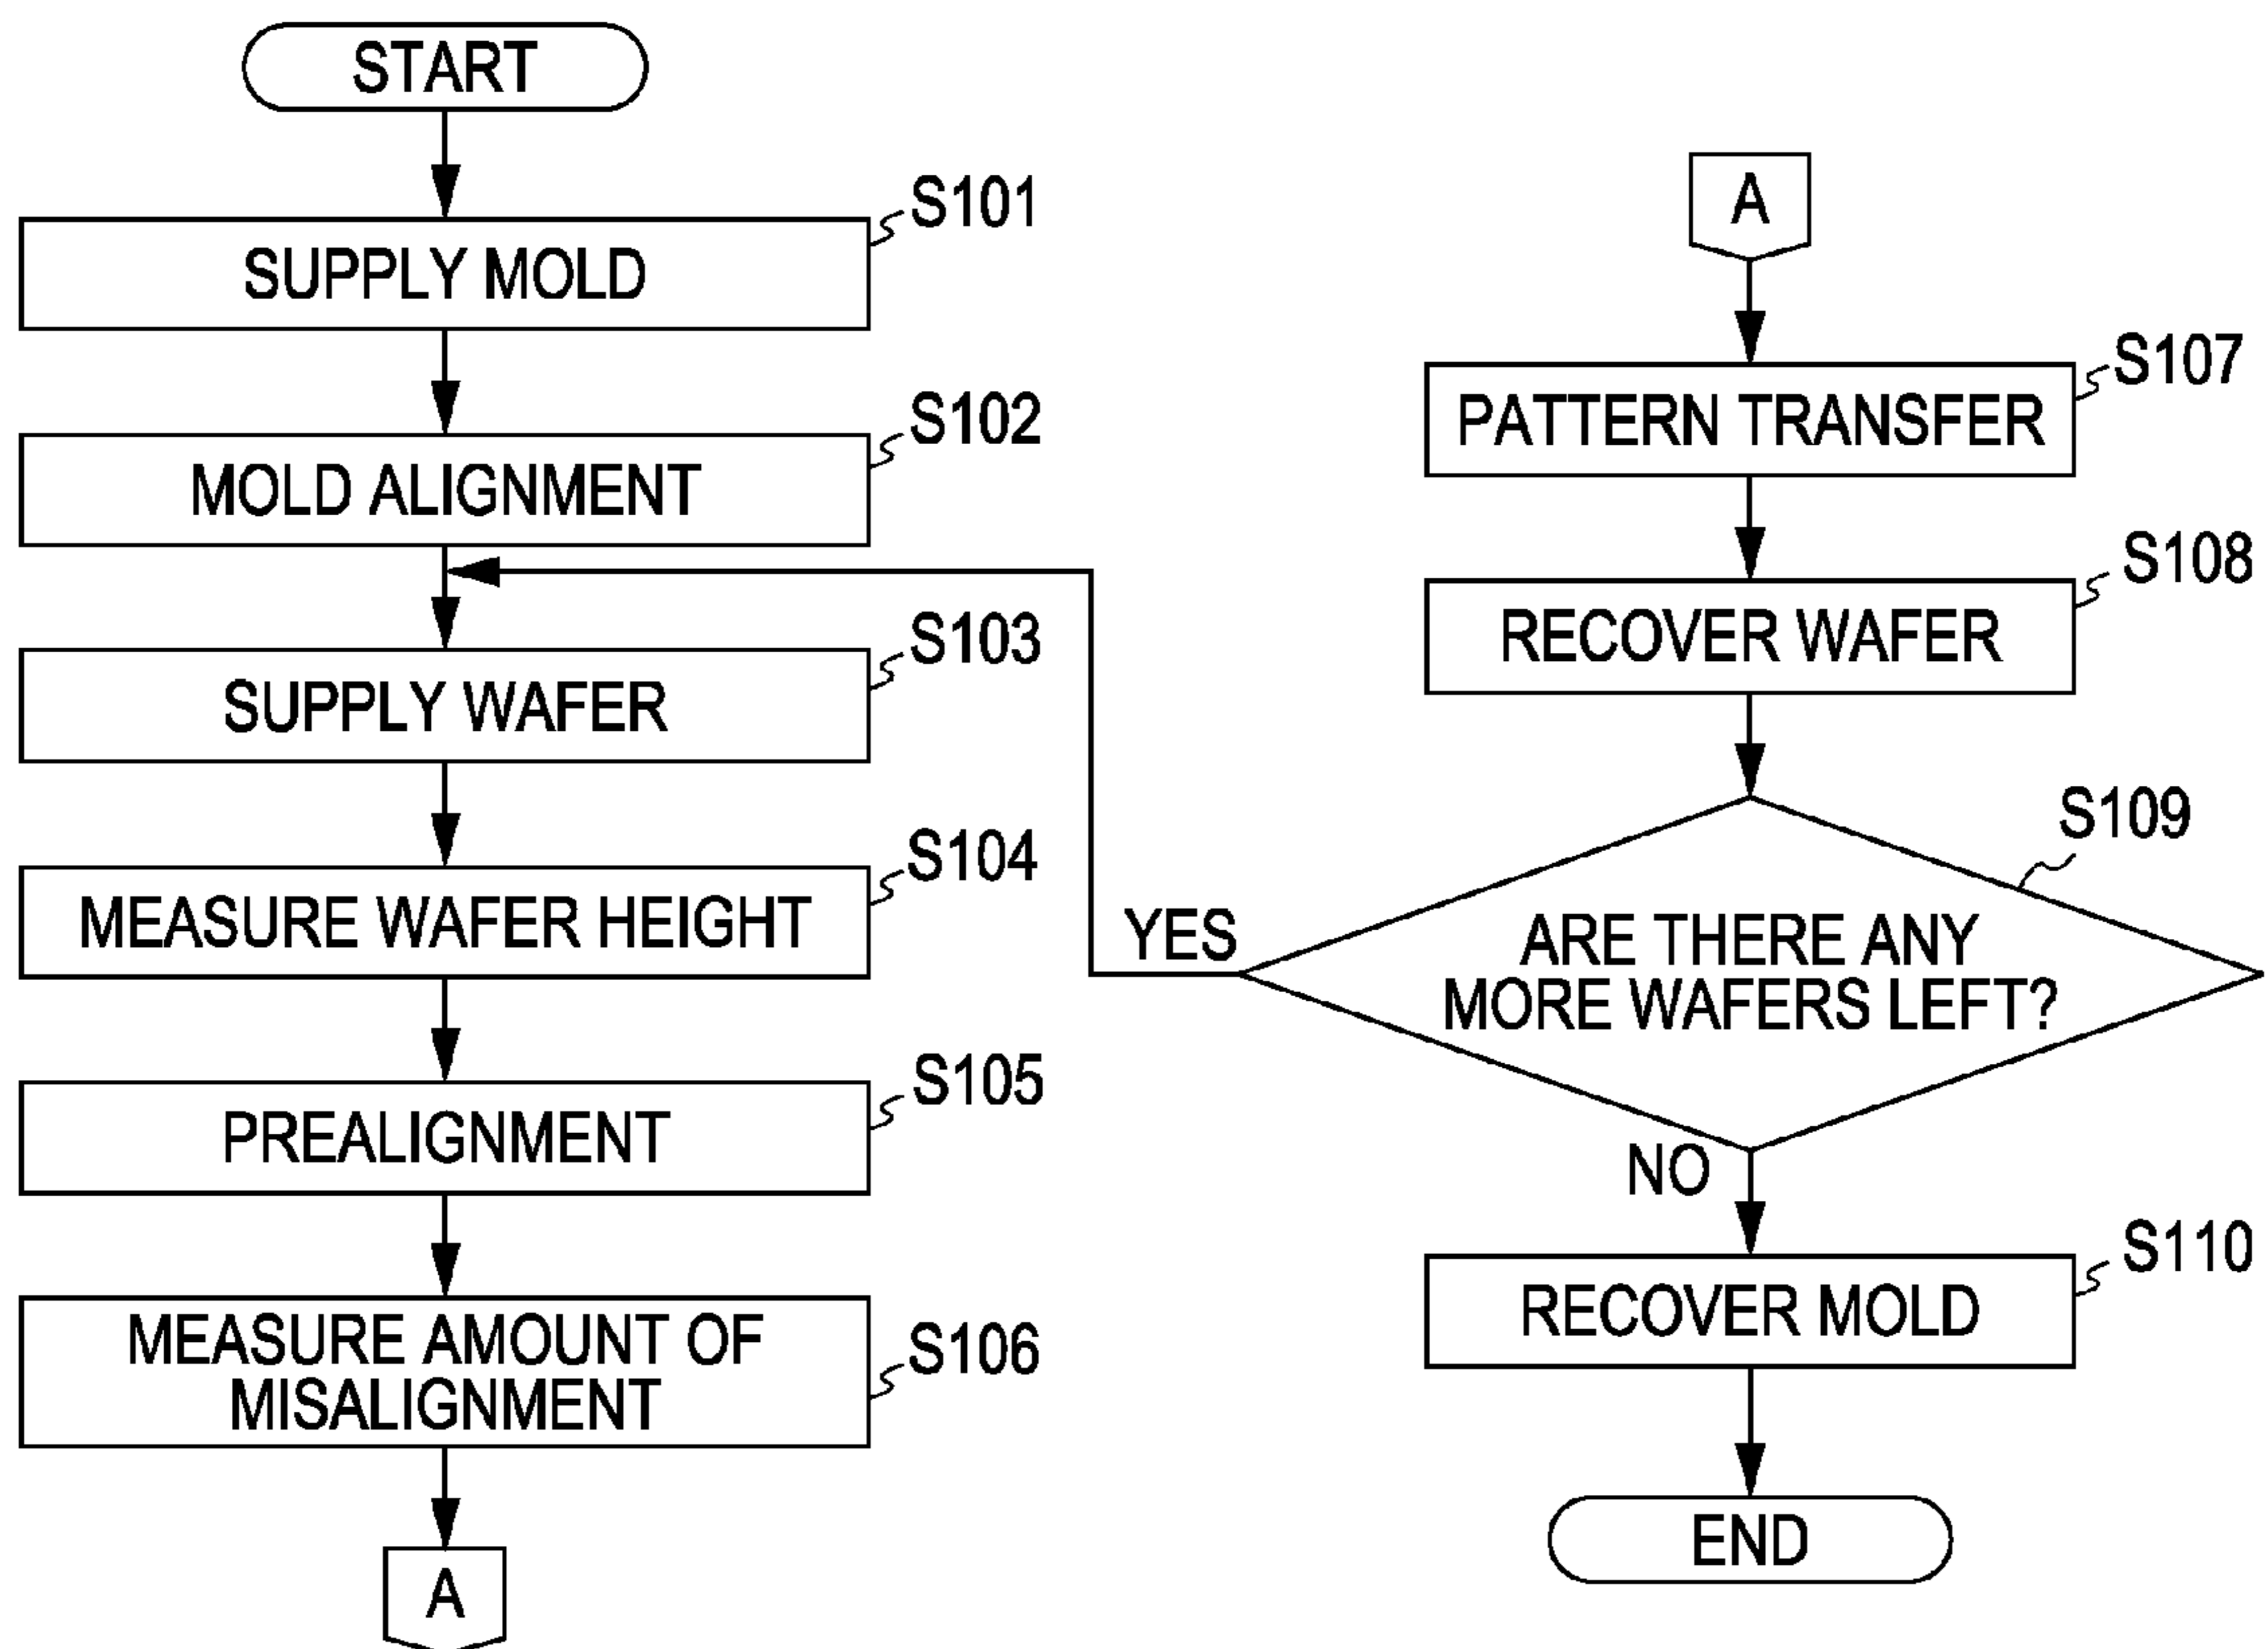 START
S101
SUPPLY MOLD
S102
MOLD ALIGNMENT
S103
SUPPLY WAFER
S104
MEASURE WAFER HEIGHT
S105
PREALIGNMENT
S106
MEASURE AMOUNT OF
MISALIGNMENT
A
A
S107
PATTERN TRANSFER
S108
RECOVER WAFER
S109
ARE THERE ANY
MORE WAFERS LEFT?
YES
NO
S110
RECOVER MOLD
END